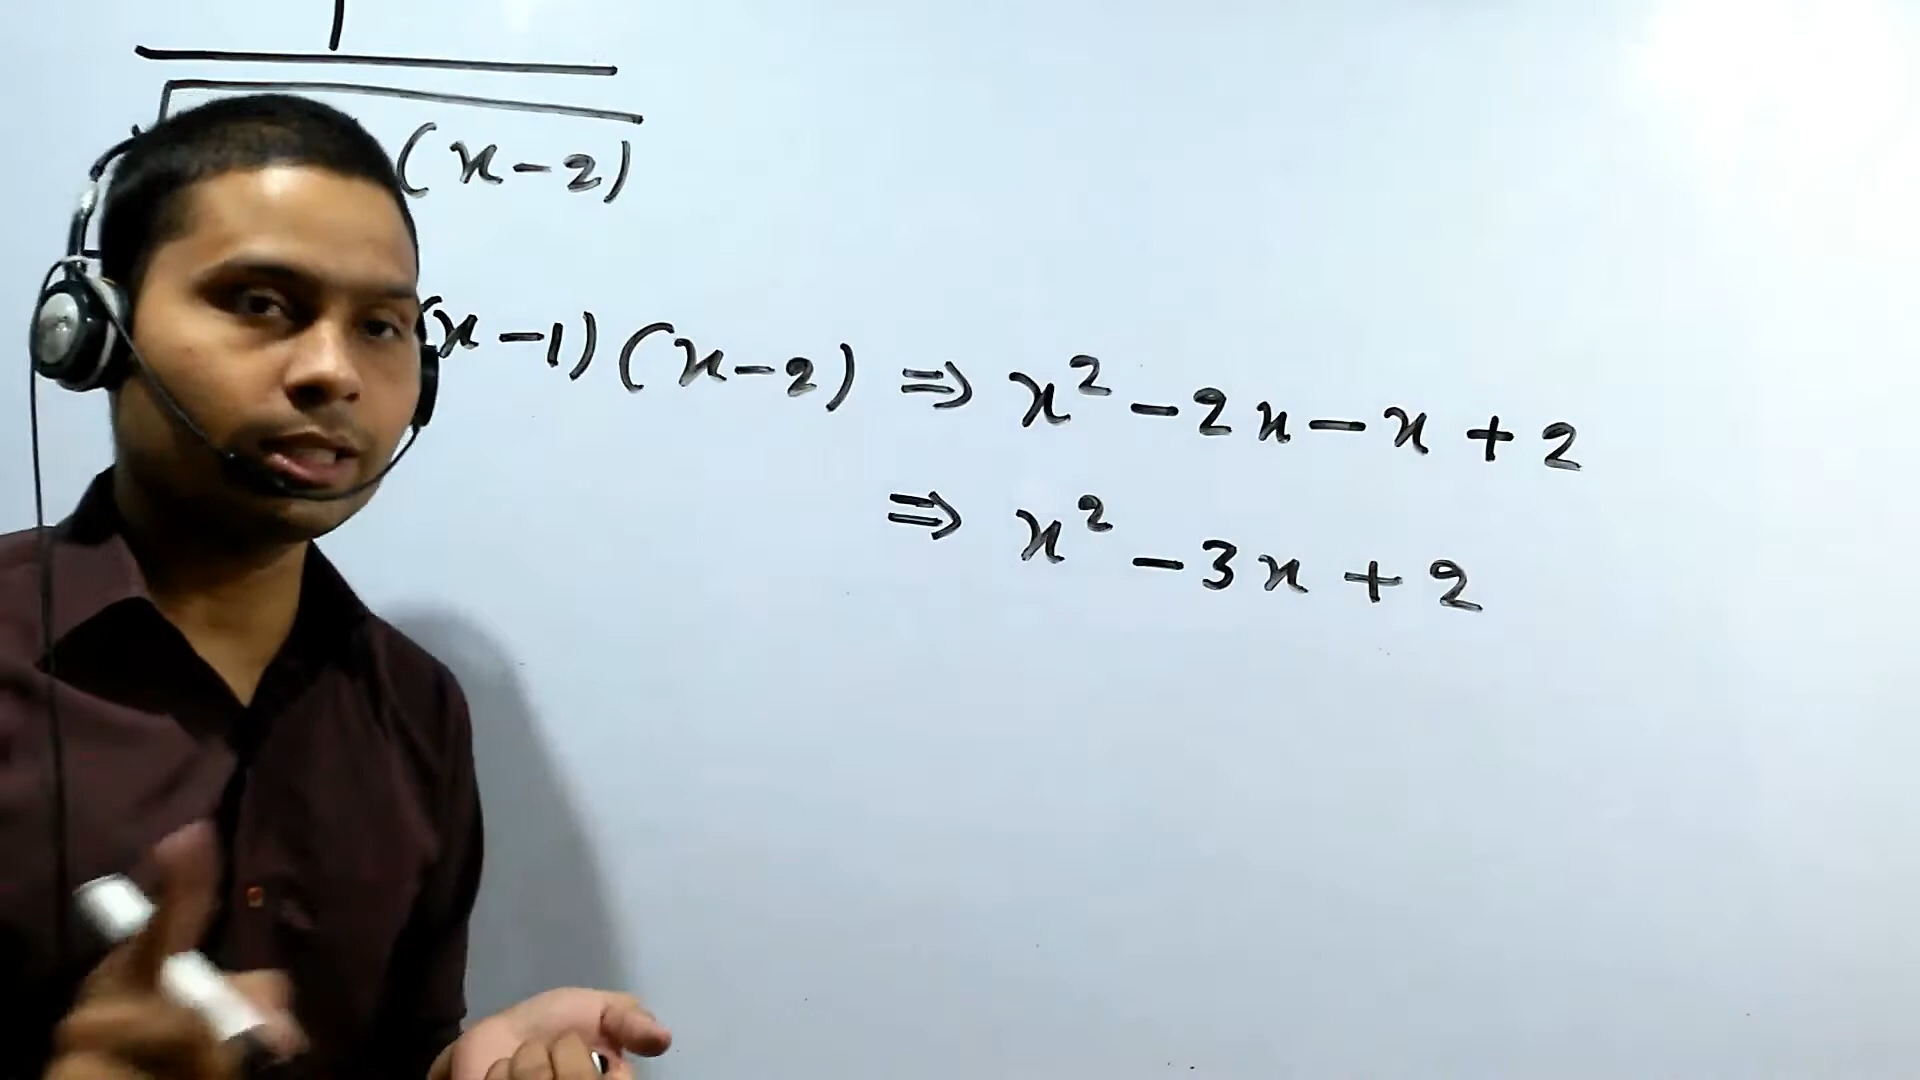 1
(x-2)
(x-1)(x-2) ⇒ x² - 2x - x + 2
⇒ x² - 3x + 2